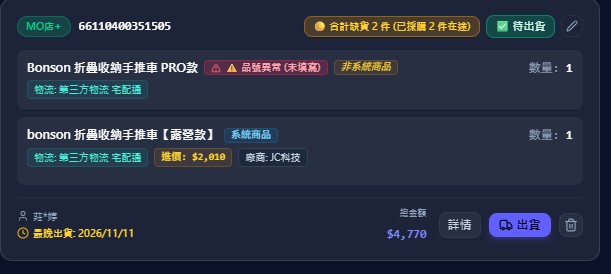 MO店+ 66110400351505 合計缺貨 2 件 (已採購 2 件在途) 待出貨
Bonson 折疊收納手推車 PRO款 品號異常 (未填寫) 非系統商品 數量: 1
物流: 第三方物流 宅配通
bonson 折疊收納手推車【露營款】 系統商品 數量: 1
物流: 第三方物流 宅配通 進價: $2,010 廠商: JC科技
莊*婷
最晚出貨: 2026/11/11
總金額
$4,770
詳情
出貨